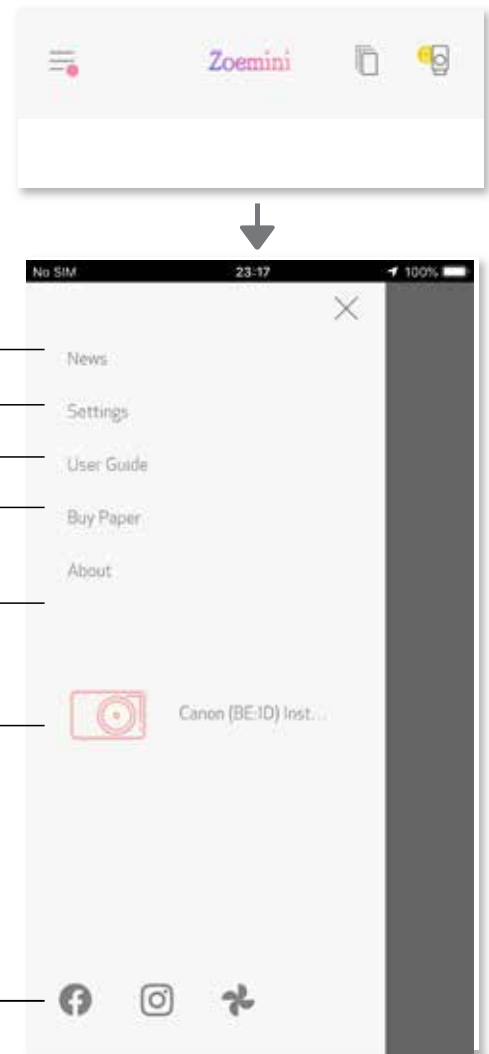 Zoemini
No SIM 23:17 100%
News
Settings
User Guide
Buy Paper
About
Canon (BE:1D) Inst...